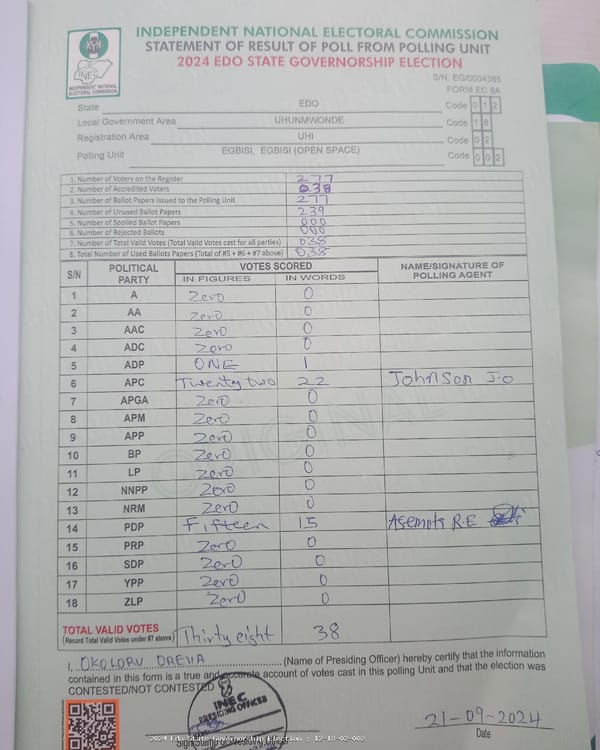 INDEPENDENT NATIONAL ELECTORAL COMMISSION
STATEMENT OF RESULT OF POLL FROM POLLING UNIT
2024 EDO STATE GOVERNORSHIP ELECTION
INEC
INDEPENDENT NATIONAL ELECTORAL COMMISSION
S/N: EG/0004365
FORM EC 8A
State EDO Code 0 1 2
Local Government Area UHUNMWONDE Code 1 8
Registration Area UHI Code 0 2
Polling Unit EGBISI, EGBISI (OPEN SPACE) Code 0 0 2
1. Number of Voters on the Register 277
2. Number of Accredited Voters 038
3. Number of Ballot Papers Issued to the Polling Unit 277
4. Number of Unused Ballot Papers 239
5. Number of Spoiled Ballot Papers 000
6. Number of Rejected Ballots 000
7. Number of Total Valid Votes (Total Valid Votes cast for all parties) 038
8. Total Number of Used Ballots Papers (Total of #5 + #6 + #7 above) 038
S/N POLITICAL PARTY VOTES SCORED NAME/SIGNATURE OF POLLING AGENT
IN FIGURES IN WORDS
1 A Zero 0
2 AA Zero 0
3 AAC Zero 0
4 ADC Zero 0
5 ADP ONE 1
6 APC Twenty two 22 Johnson J.O
7 APGA Zero 0
8 APM Zero 0
9 APP Zero 0
10 BP Zero 0
11 LP Zero 0
12 NNPP Zero 0
13 NRM Zero 0
14 PDP Fifteen 15 R.E
15 PRP Zero 0
16 SDP Zero 0
17 YPP Zero 0
18 ZLP Zero 0
ORIGINAL
TOTAL VALID VOTES Thirty eight 38
(Record Total Valid Votes under #7 above)
I, (Name of Presiding Officer) hereby certify that the information
contained in this form is a true and accurate account of votes cast in this polling Unit and that the election was
CONTESTED/NOT CONTESTED
INEC
PRESIDING OFFICER
21-09-2024
Date
2024 Edo State Governorship Election : 12-18-02-002